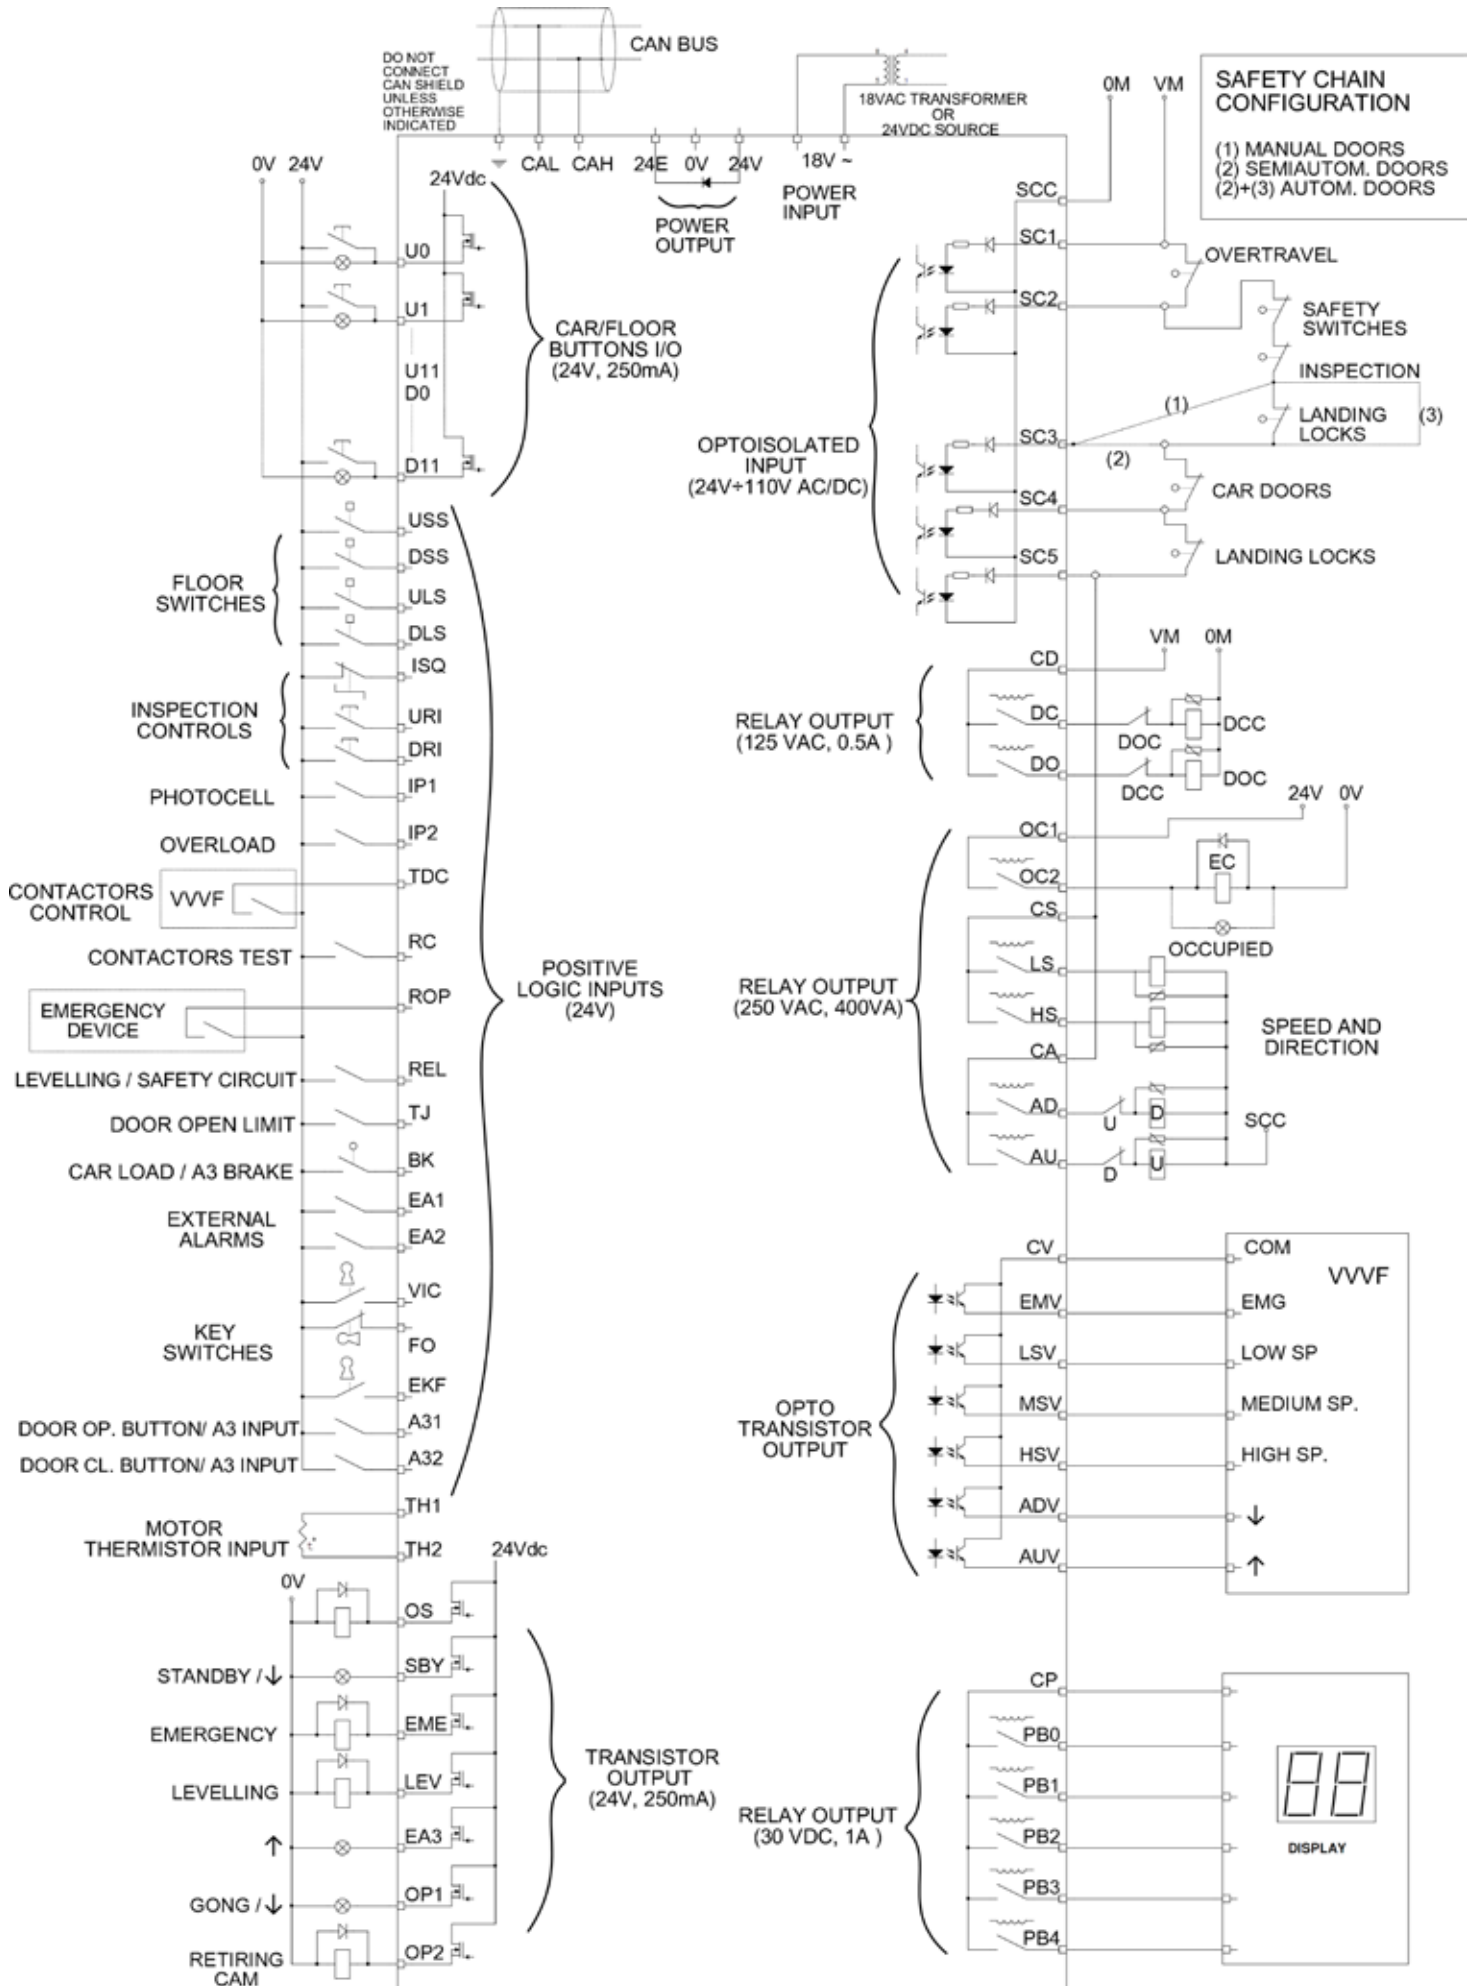 DO NOT
CONNECT
CAN SHIELD
UNLESS
OTHERWISE
INDICATED
CAN BUS
18VAC TRANSFORMER
OR
24VDC SOURCE
0M VM
SAFETY CHAIN
CONFIGURATION
(1) MANUAL DOORS
(2) SEMIAUTOM. DOORS
(2)+(3) AUTOM. DOORS
CAL CAH 24E 0V 24V 18V ~
POWER
OUTPUT
POWER
INPUT
0V 24V
24Vdc
U0
U1
U11
D0
D11
CAR/FLOOR
BUTTONS I/O
(24V, 250mA)
SCC
SC1
SC2
SC3
SC4
SC5
OPTOISOLATED
INPUT
(24V÷110V AC/DC)
OVERTRAVEL
SAFETY
SWITCHES
INSPECTION
LANDING
LOCKS
(1)
(2)
(3)
CAR DOORS
LANDING LOCKS
FLOOR
SWITCHES
USS
DSS
ULS
DLS
INSPECTION
CONTROLS
ISQ
URI
DRI
PHOTOCELL
IP1
OVERLOAD
IP2
CONTACTORS
CONTROL
VVVF
TDC
CONTACTORS TEST
RC
EMERGENCY
DEVICE
ROP
LEVELLING / SAFETY CIRCUIT
REL
DOOR OPEN LIMIT
TJ
CAR LOAD / A3 BRAKE
BK
EXTERNAL
ALARMS
EA1
EA2
KEY
SWITCHES
VIC
FO
EKF
DOOR OP. BUTTON/ A3 INPUT
A31
DOOR CL. BUTTON/ A3 INPUT
A32
POSITIVE
LOGIC INPUTS
(24V)
MOTOR
THERMISTOR INPUT
t°
TH1
TH2
24Vdc
0V
OS
STANDBY / ↓
SBY
EMERGENCY
EME
LEVELLING
LEV
↑
EA3
GONG / ↓
OP1
RETIRING
CAM
OP2
TRANSISTOR
OUTPUT
(24V, 250mA)
VM 0M
RELAY OUTPUT
(125 VAC, 0.5A )
CD
DC
DO
DOC
DCC
DCC
DOC
24V 0V
RELAY OUTPUT
(250 VAC, 400VA)
OC1
OC2
EC
OCCUPIED
CS
LS
HS
CA
AD
AU
U
D
D
U
SPEED AND
DIRECTION
SCC
OPTO
TRANSISTOR
OUTPUT
CV
EMV
LSV
MSV
HSV
ADV
AUV
VVVF
COM
EMG
LOW SP
MEDIUM SP.
HIGH SP.
↓
↑
RELAY OUTPUT
(30 VDC, 1A )
CP
PB0
PB1
PB2
PB3
PB4
88
DISPLAY